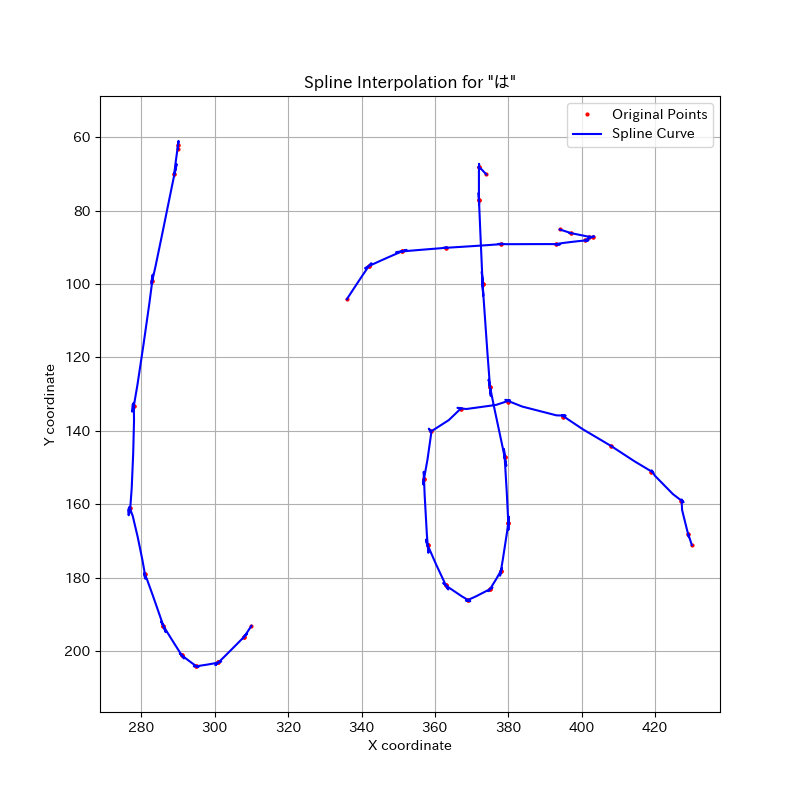 Spline Interpolation for "は"
Original Points
Spline Curve
60
80
100
120
140
160
180
200
Y coordinate
は
280 300 320 340 360 380 400 420
X coordinate